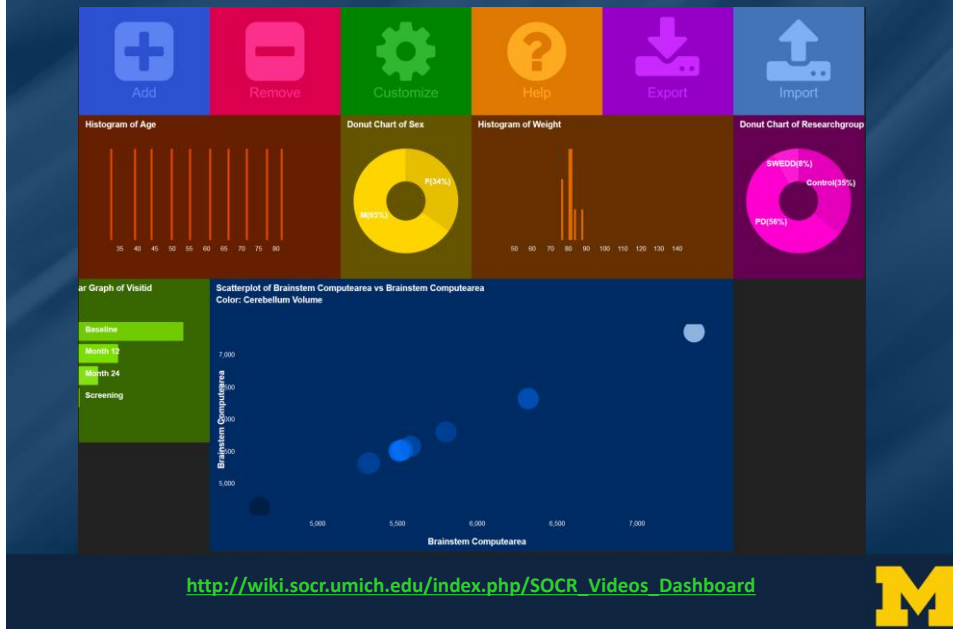 Add
Remove
Customize
Help
Export
Import
Histogram of Age
35 40 45 50 55 60 65 70 75 80
Donut Chart of Sex
F(34%)
M(65%)
Histogram of Weight
50 60 70 80 90 100 110 120 130 140
Donut Chart of Researchgroup
SWEDD(8%)
Control(35%)
PD(56%)
ar Graph of Visitid
Baseline
Month 12
Month 24
Screening
Scatterplot of Brainstem Computearea vs Brainstem Computearea
Color: Cerebellum Volume
Brainstem Computearea
7,000
5,000
5,000 5,500 6,000 6,500 7,000
Brainstem Computearea
http://wiki.socr.umich.edu/index.php/SOCR_Videos_Dashboard
M